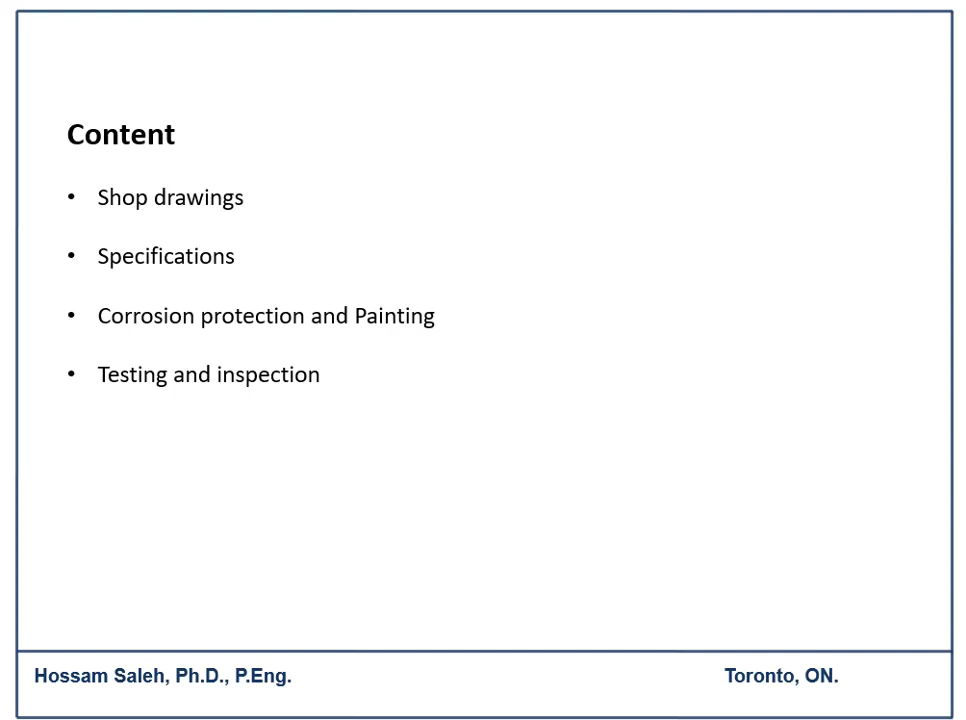 Content
• Shop drawings
• Specifications
• Corrosion protection and Painting
• Testing and inspection
Hossam Saleh, Ph.D., P.Eng. Toronto, ON.